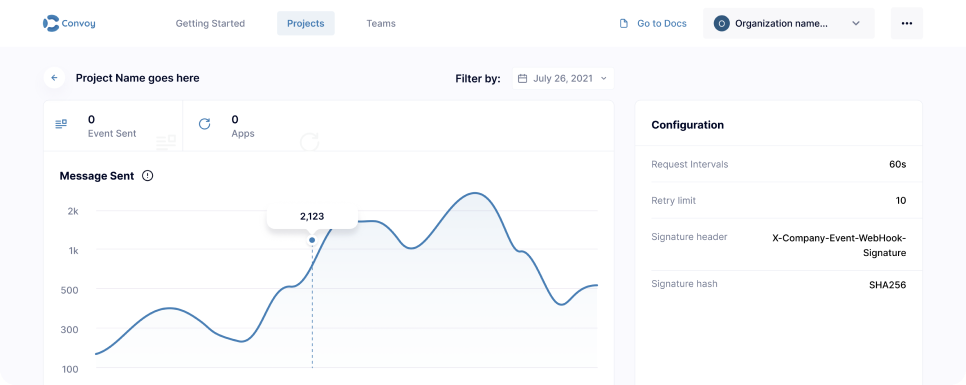 Convoy
Getting Started
Projects
Teams
Go to Docs
O
Organization name...
Project Name goes here
Filter by:
July 26, 2021
0
Event Sent
0
Apps
Message Sent
2k
1k
500
300
100
2,123
Configuration
Request Intervals
60s
Retry limit
10
Signature header
X-Company-Event-WebHook-
Signature
Signature hash
SHA256